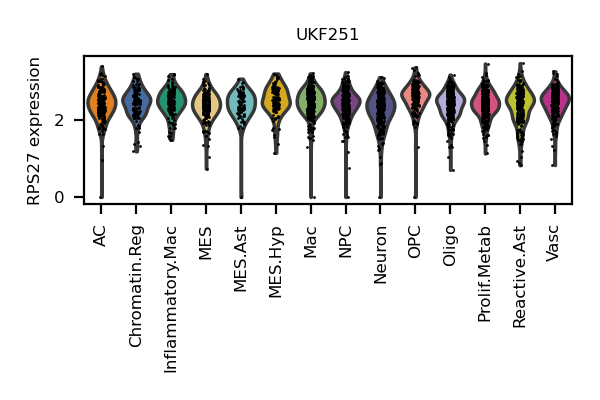 UKF251
RPS27 expression
2
0
AC
Chromatin.Reg
Inflammatory.Mac
MES
MES.Ast
MES.Hyp
Mac
NPC
Neuron
OPC
Oligo
Prolif.Metab
Reactive.Ast
Vasc